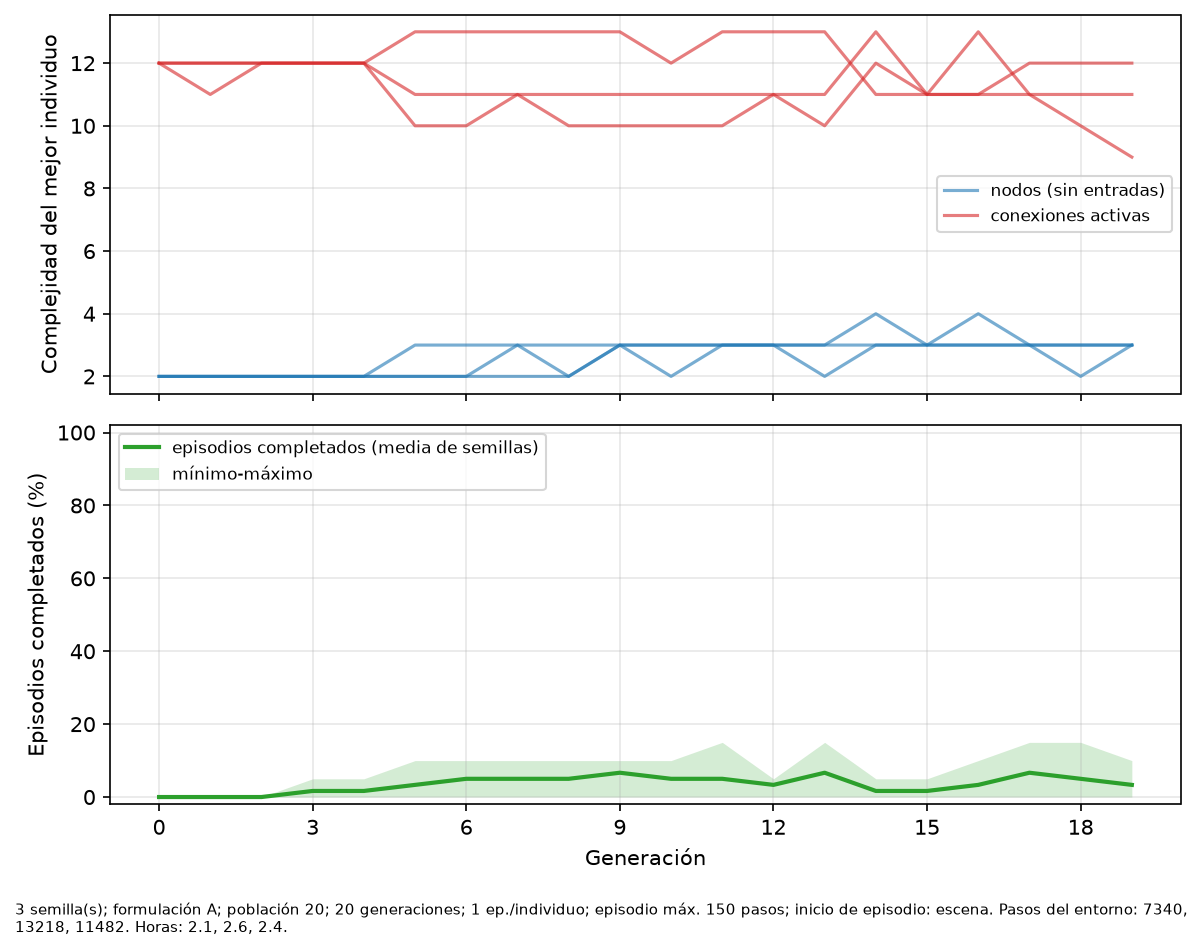 Complejidad del mejor individuo
12
10
8
6
4
2
nodos (sin entradas)
conexiones activas
Episodios completados (%)
100
80
60
40
20
0
episodios completados (media de semillas)
mínimo-máximo
0
3
6
9
12
15
18
Generación
3 semilla(s); formulación A; población 20; 20 generaciones; 1 ep./individuo; episodio máx. 150 pasos; inicio de episodio: escena. Pasos del entorno: 7340,
13218, 11482. Horas: 2.1, 2.6, 2.4.